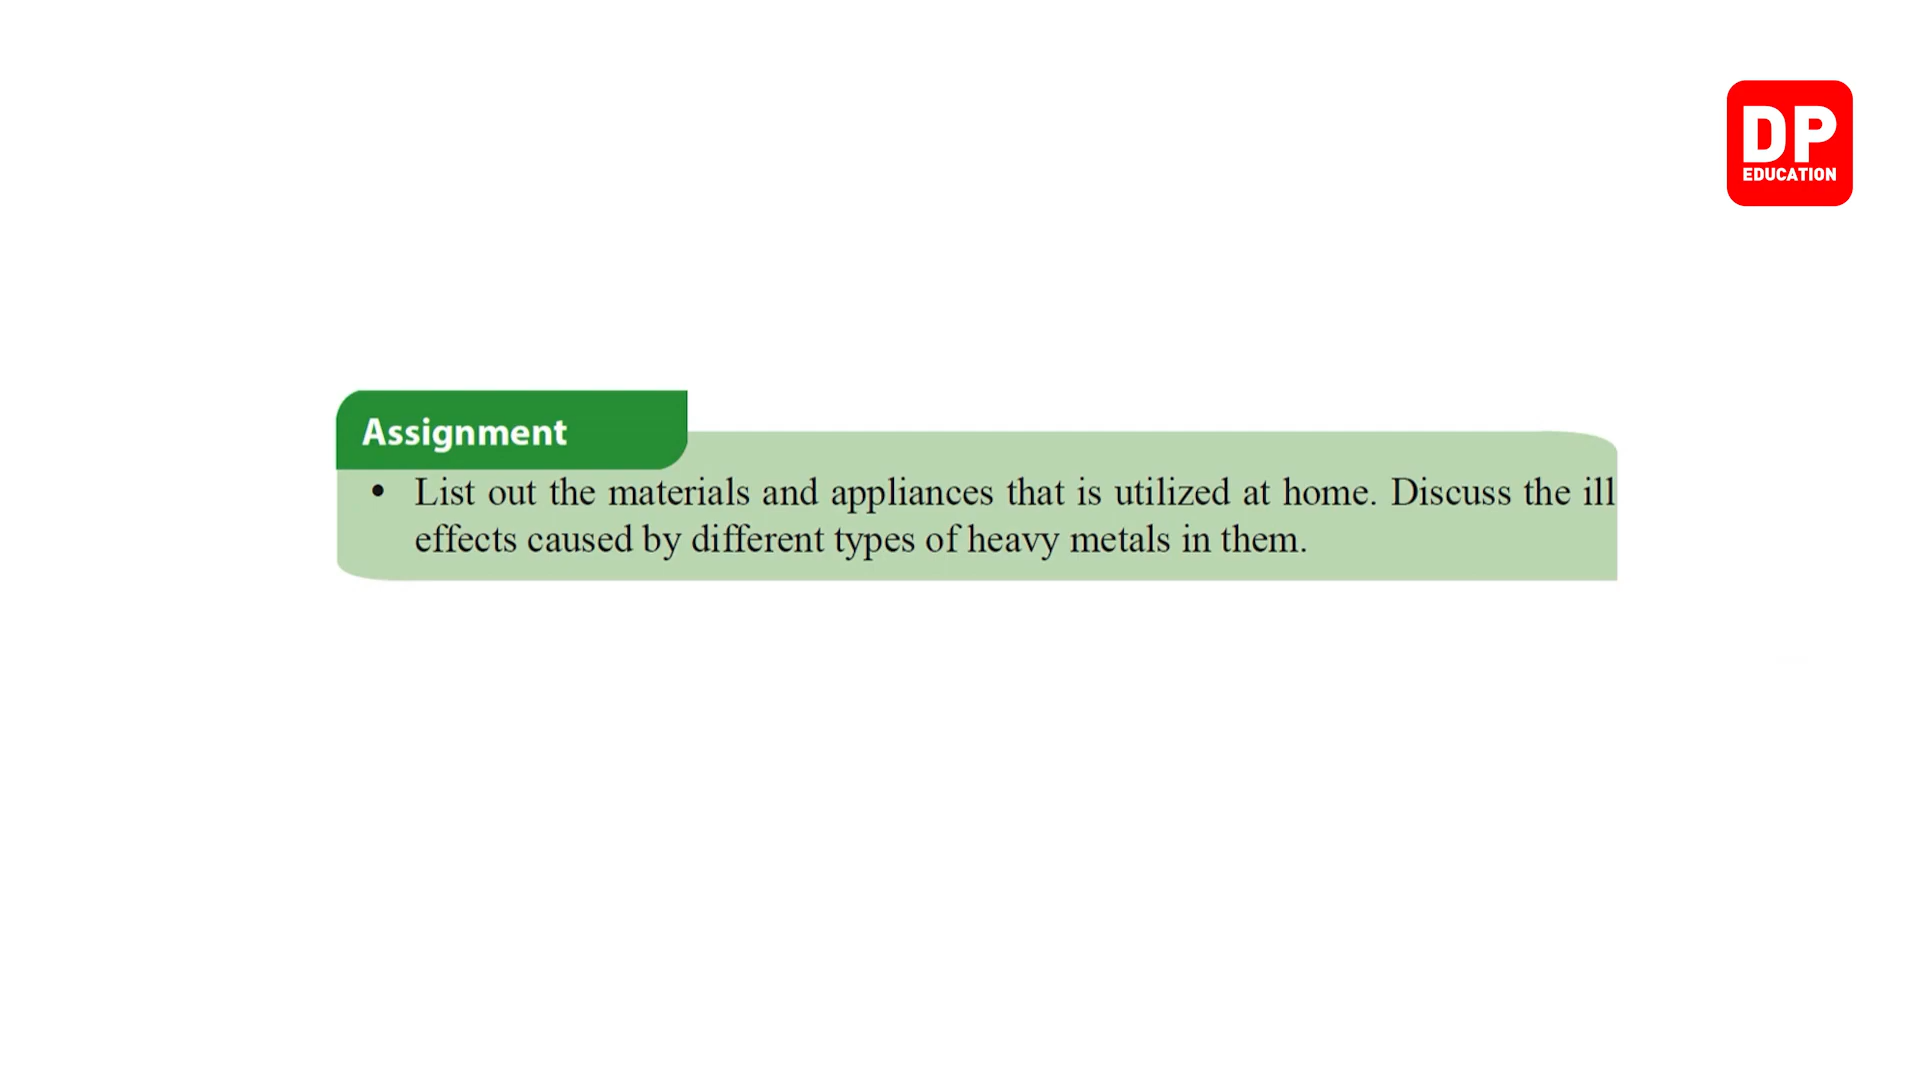 DP
EDUCATION
Assignment
• List out the materials and appliances that is utilized at home. Discuss the ill
effects caused by different types of heavy metals in them.